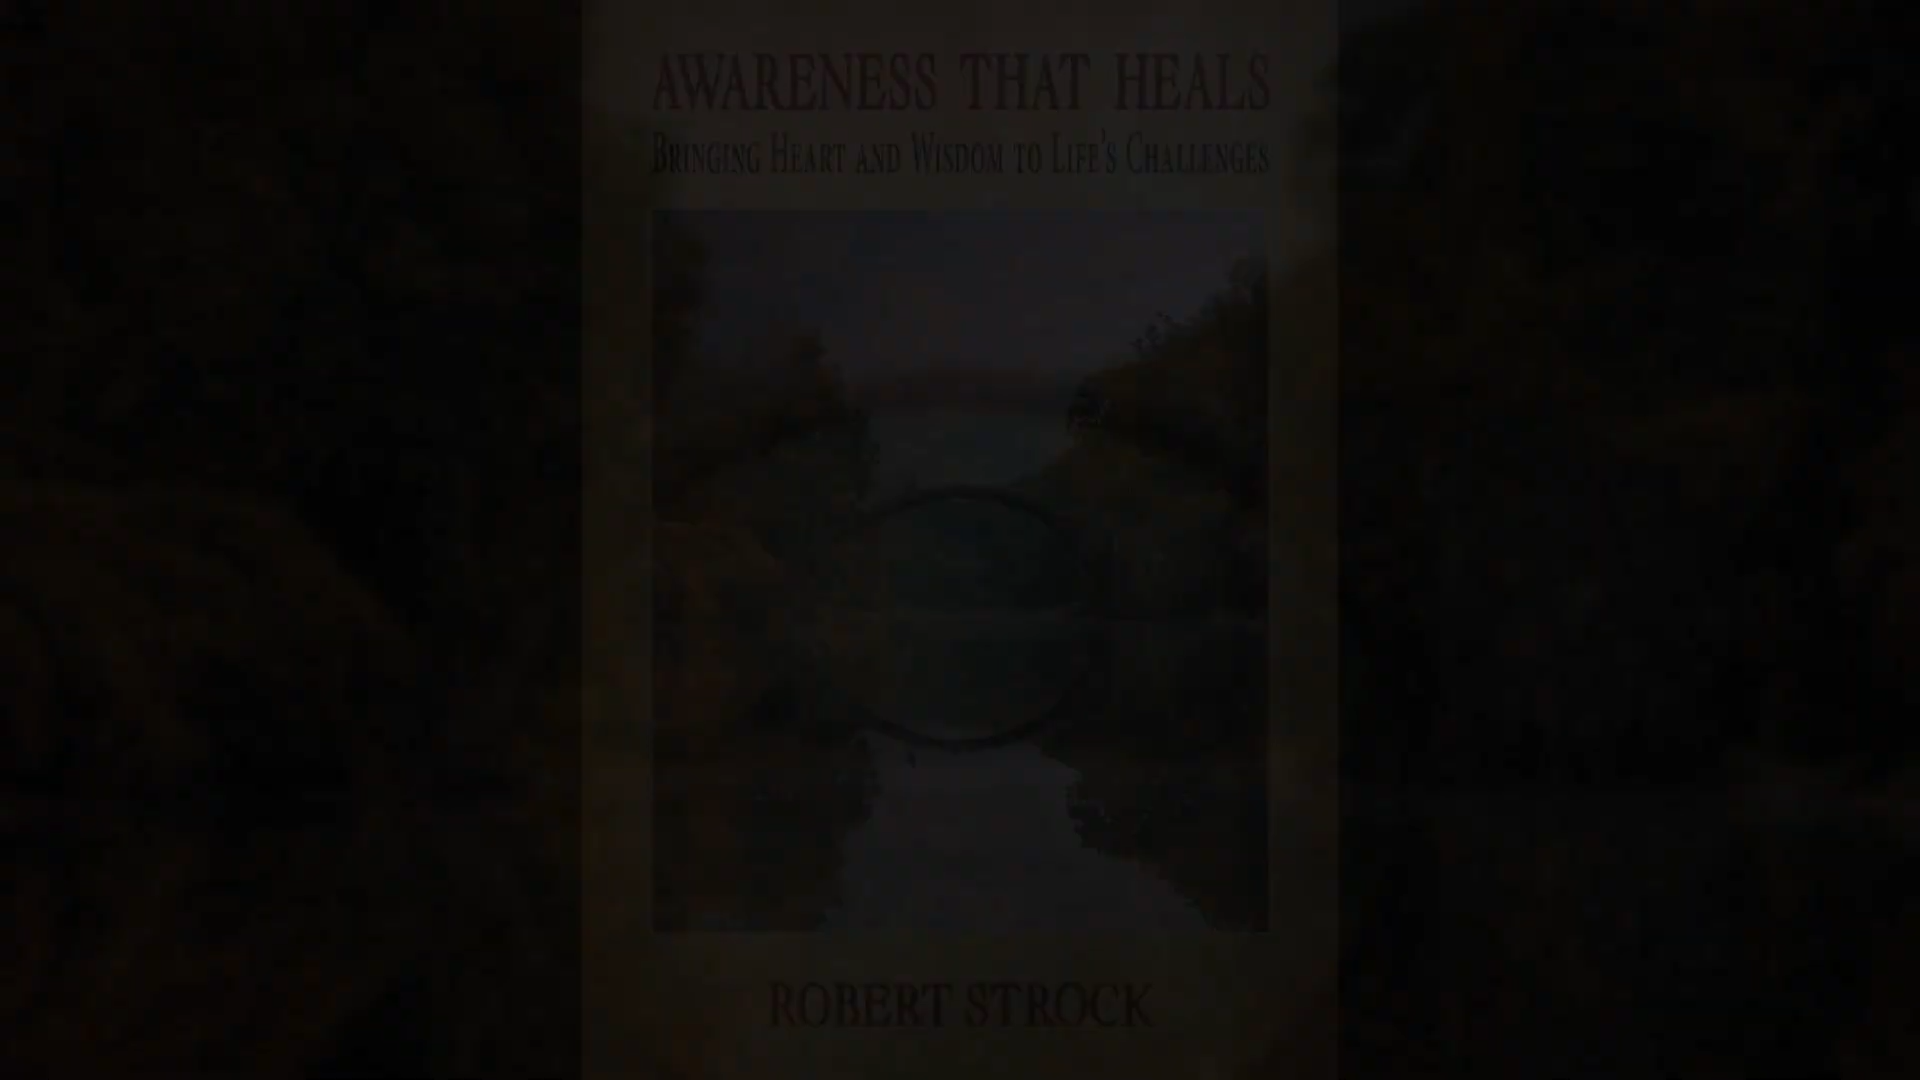 AWARENESS THAT HEALS
BRINGING HEART AND WISDOM TO LIFE'S CHALLENGES
ROBERT STROCK